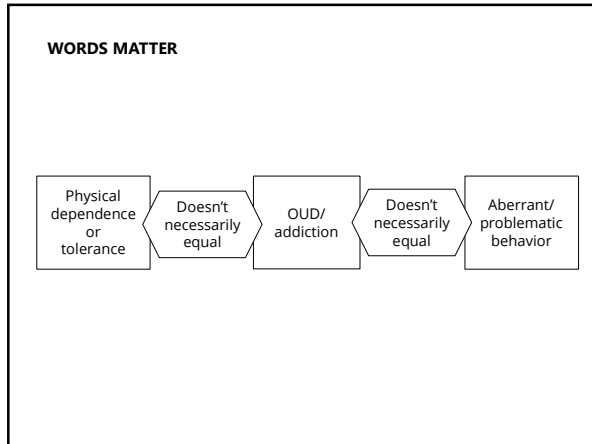 WORDS MATTER
Physical
dependence
or
tolerance
Doesn’t
necessarily
equal
OUD/
addiction
Doesn’t
necessarily
equal
Aberrant/
problematic
behavior